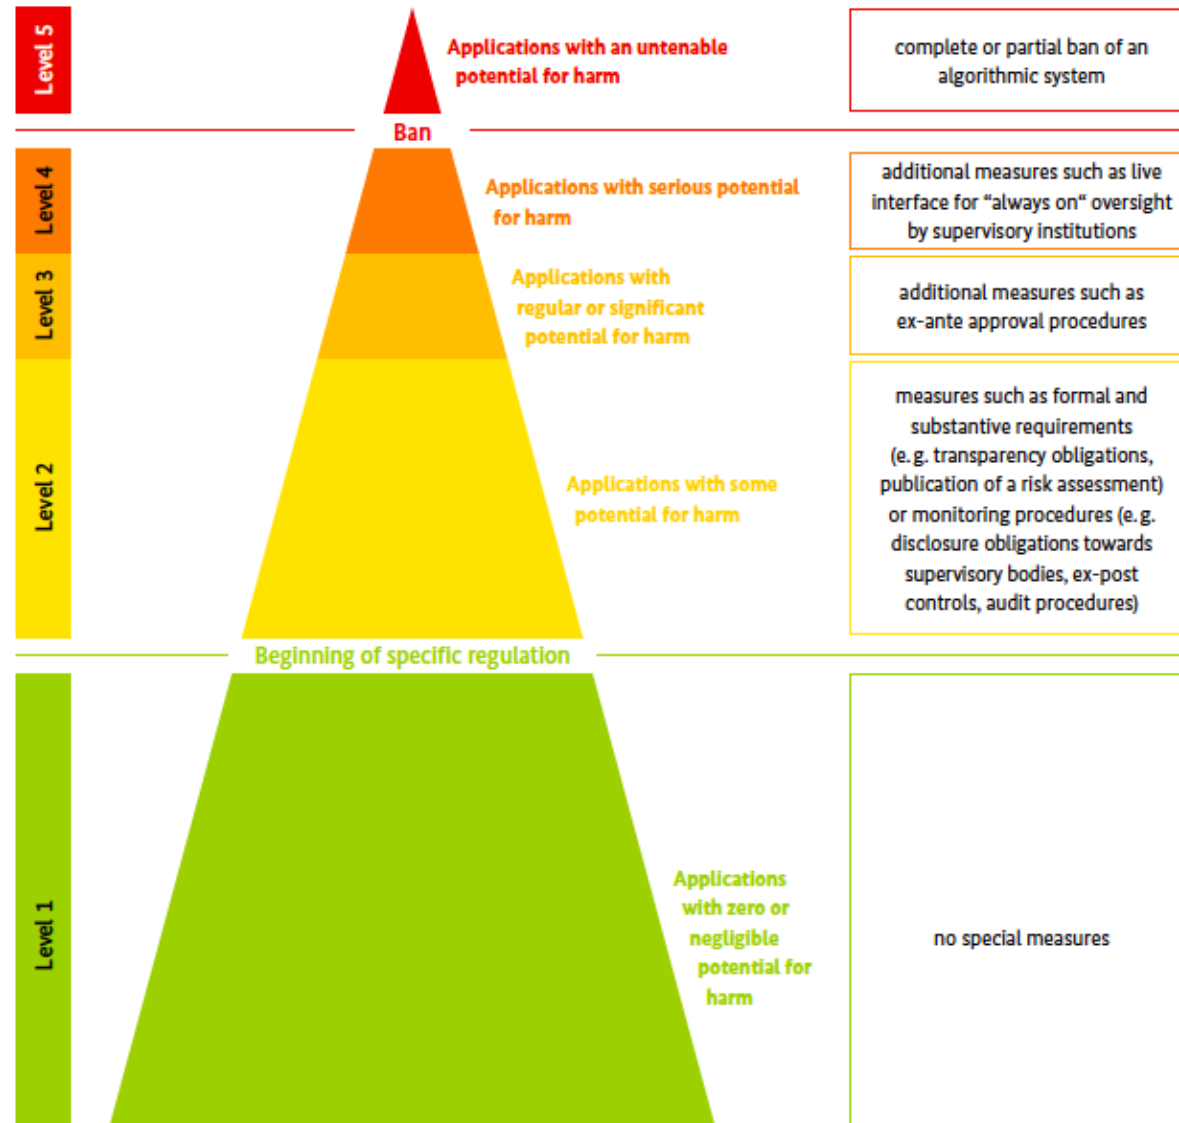 Level 5
Applications with an untenable
potential for harm
complete or partial ban of an
algorithmic system
Ban
Level 4
Applications with serious potential
for harm
additional measures such as live
interface for “always on“ oversight
by supervisory institutions
Level 3
Applications with
regular or significant
potential for harm
additional measures such as
ex-ante approval procedures
Level 2
Applications with some
potential for harm
measures such as formal and
substantive requirements
(e. g. transparency obligations,
publication of a risk assessment)
or monitoring procedures (e. g.
disclosure obligations towards
supervisory bodies, ex-post
controls, audit procedures)
Beginning of specific regulation
Level 1
Applications
with zero or
negligible
potential for
harm
no special measures